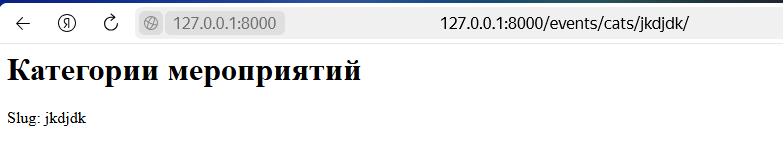 127.0.0.1:8000 127.0.0.1:8000/events/cats/jkdjdk/
Категории мероприятий
Slug: jkdjdk